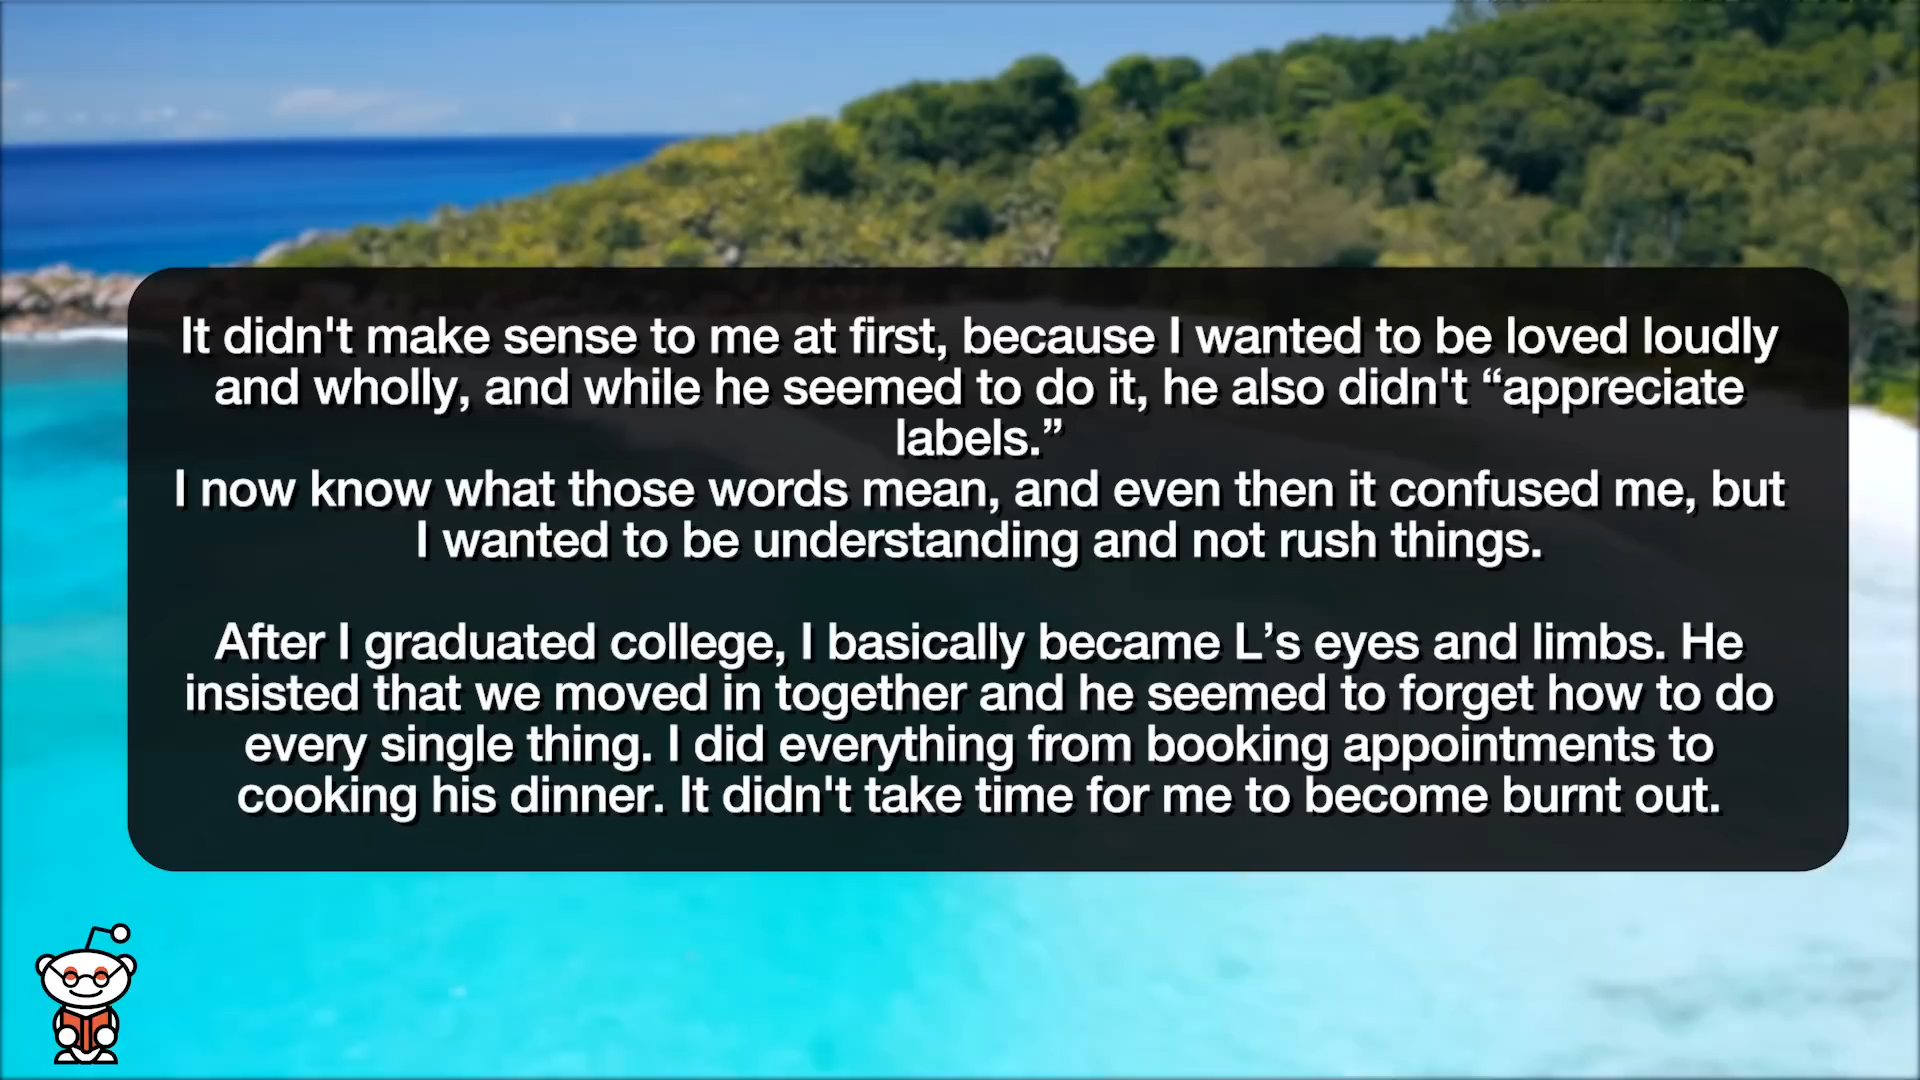 It didn't make sense to me at first, because I wanted to be loved loudly
and wholly, and while he seemed to do it, he also didn't “appreciate
labels.”
I now know what those words mean, and even then it confused me, but
I wanted to be understanding and not rush things.
After I graduated college, I basically became L’s eyes and limbs. He
insisted that we moved in together and he seemed to forget how to do
every single thing. I did everything from booking appointments to
cooking his dinner. It didn't take time for me to become burnt out.